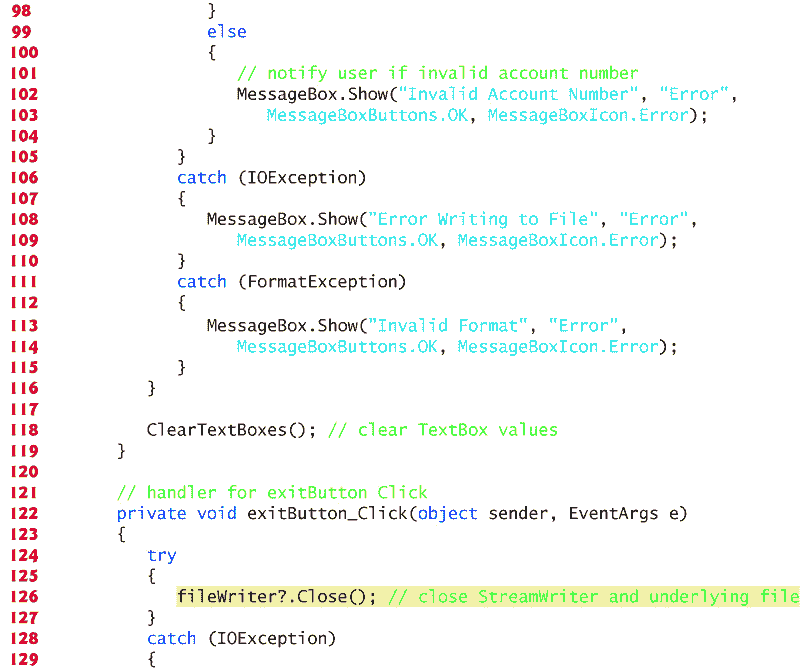 98 }
99 else
100 {
101 // notify user if invalid account number
102 MessageBox.Show("Invalid Account Number", "Error",
103 MessageBoxButtons.OK, MessageBoxIcon.Error);
104 }
105 }
106 catch (IOException)
107 {
108 MessageBox.Show("Error Writing to File", "Error",
109 MessageBoxButtons.OK, MessageBoxIcon.Error);
110 }
111 catch (FormatException)
112 {
113 MessageBox.Show("Invalid Format", "Error",
114 MessageBoxButtons.OK, MessageBoxIcon.Error);
115 }
116 }
117
118 ClearTextBoxes(); // clear TextBox values
119 }
120
121 // handler for exitButton Click
122 private void exitButton_Click(object sender, EventArgs e)
123 {
124 try
125 {
126 fileWriter?.Close(); // close StreamWriter and underlying file
127 }
128 catch (IOException)
129 {